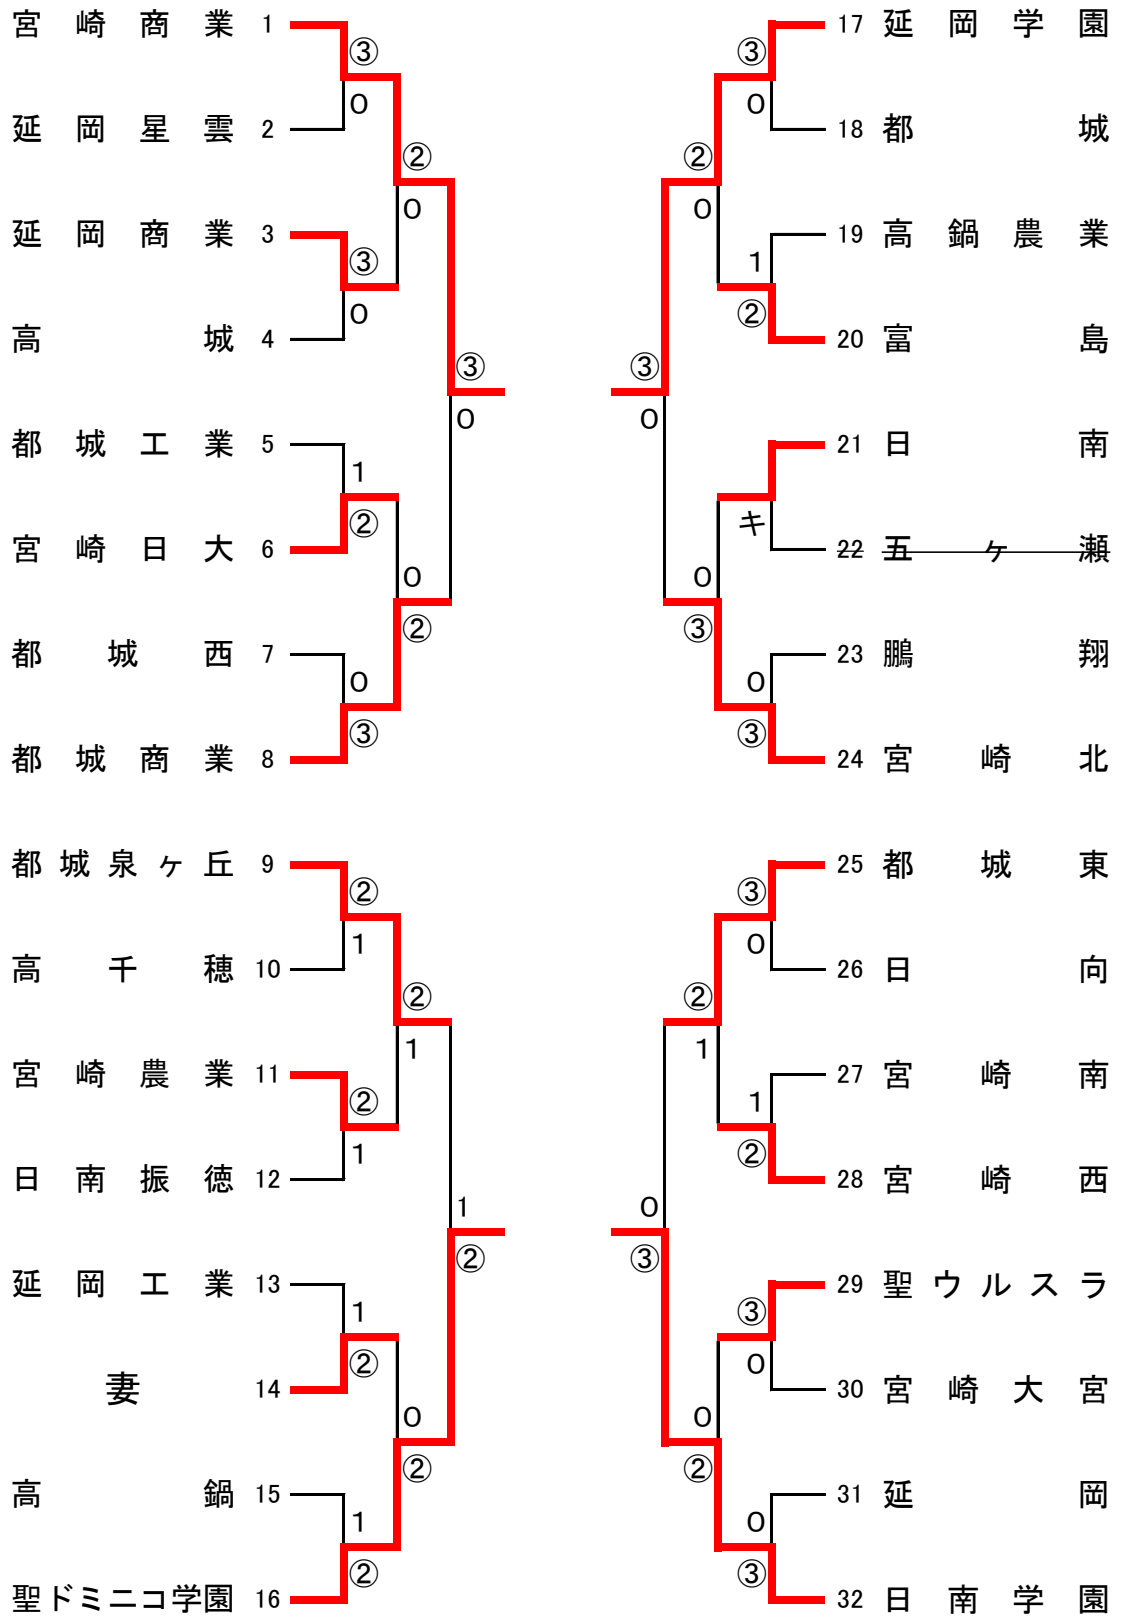 宮崎商業 1
③
0
延岡星雲 2
②
0
延岡商業 3
③
0
高城 4
③
0
都城工業 5
1
②
宮崎日大 6
0
②
都城西 7
0
③
都城商業 8
都城泉ヶ丘 9
②
1
高千穂 10
②
1
宮崎農業 11
②
1
日南振徳 12
1
②
延岡工業 13
1
②
妻 14
0
②
高鍋 15
1
②
聖ドミニコ学園 16
17 延岡学園
③
0
18 都城
②
0
19 高鍋農業
1
②
20 富島
③
0
21 日南
キ
22 五ヶ瀬
0
③
23 鵬翔
0
③
24 宮崎北
25 都城東
③
0
26 日向
②
1
27 宮崎南
1
②
28 宮崎西
0
③
29 聖ウルスラ
③
0
30 宮崎大宮
0
②
31 延岡
0
③
32 日南学園